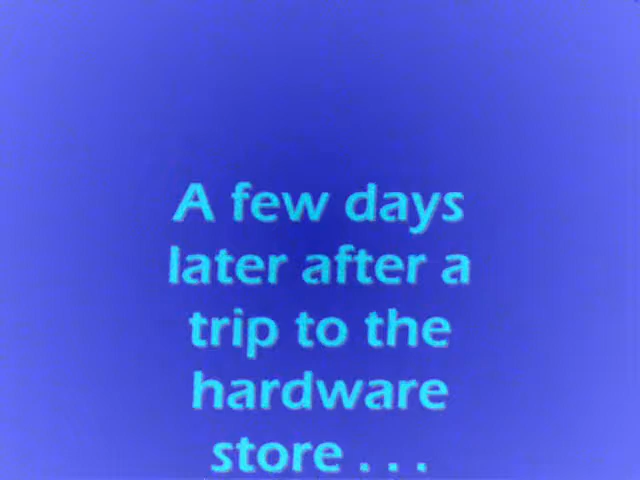 A few days
later after a
trip to the
hardware
store . . .